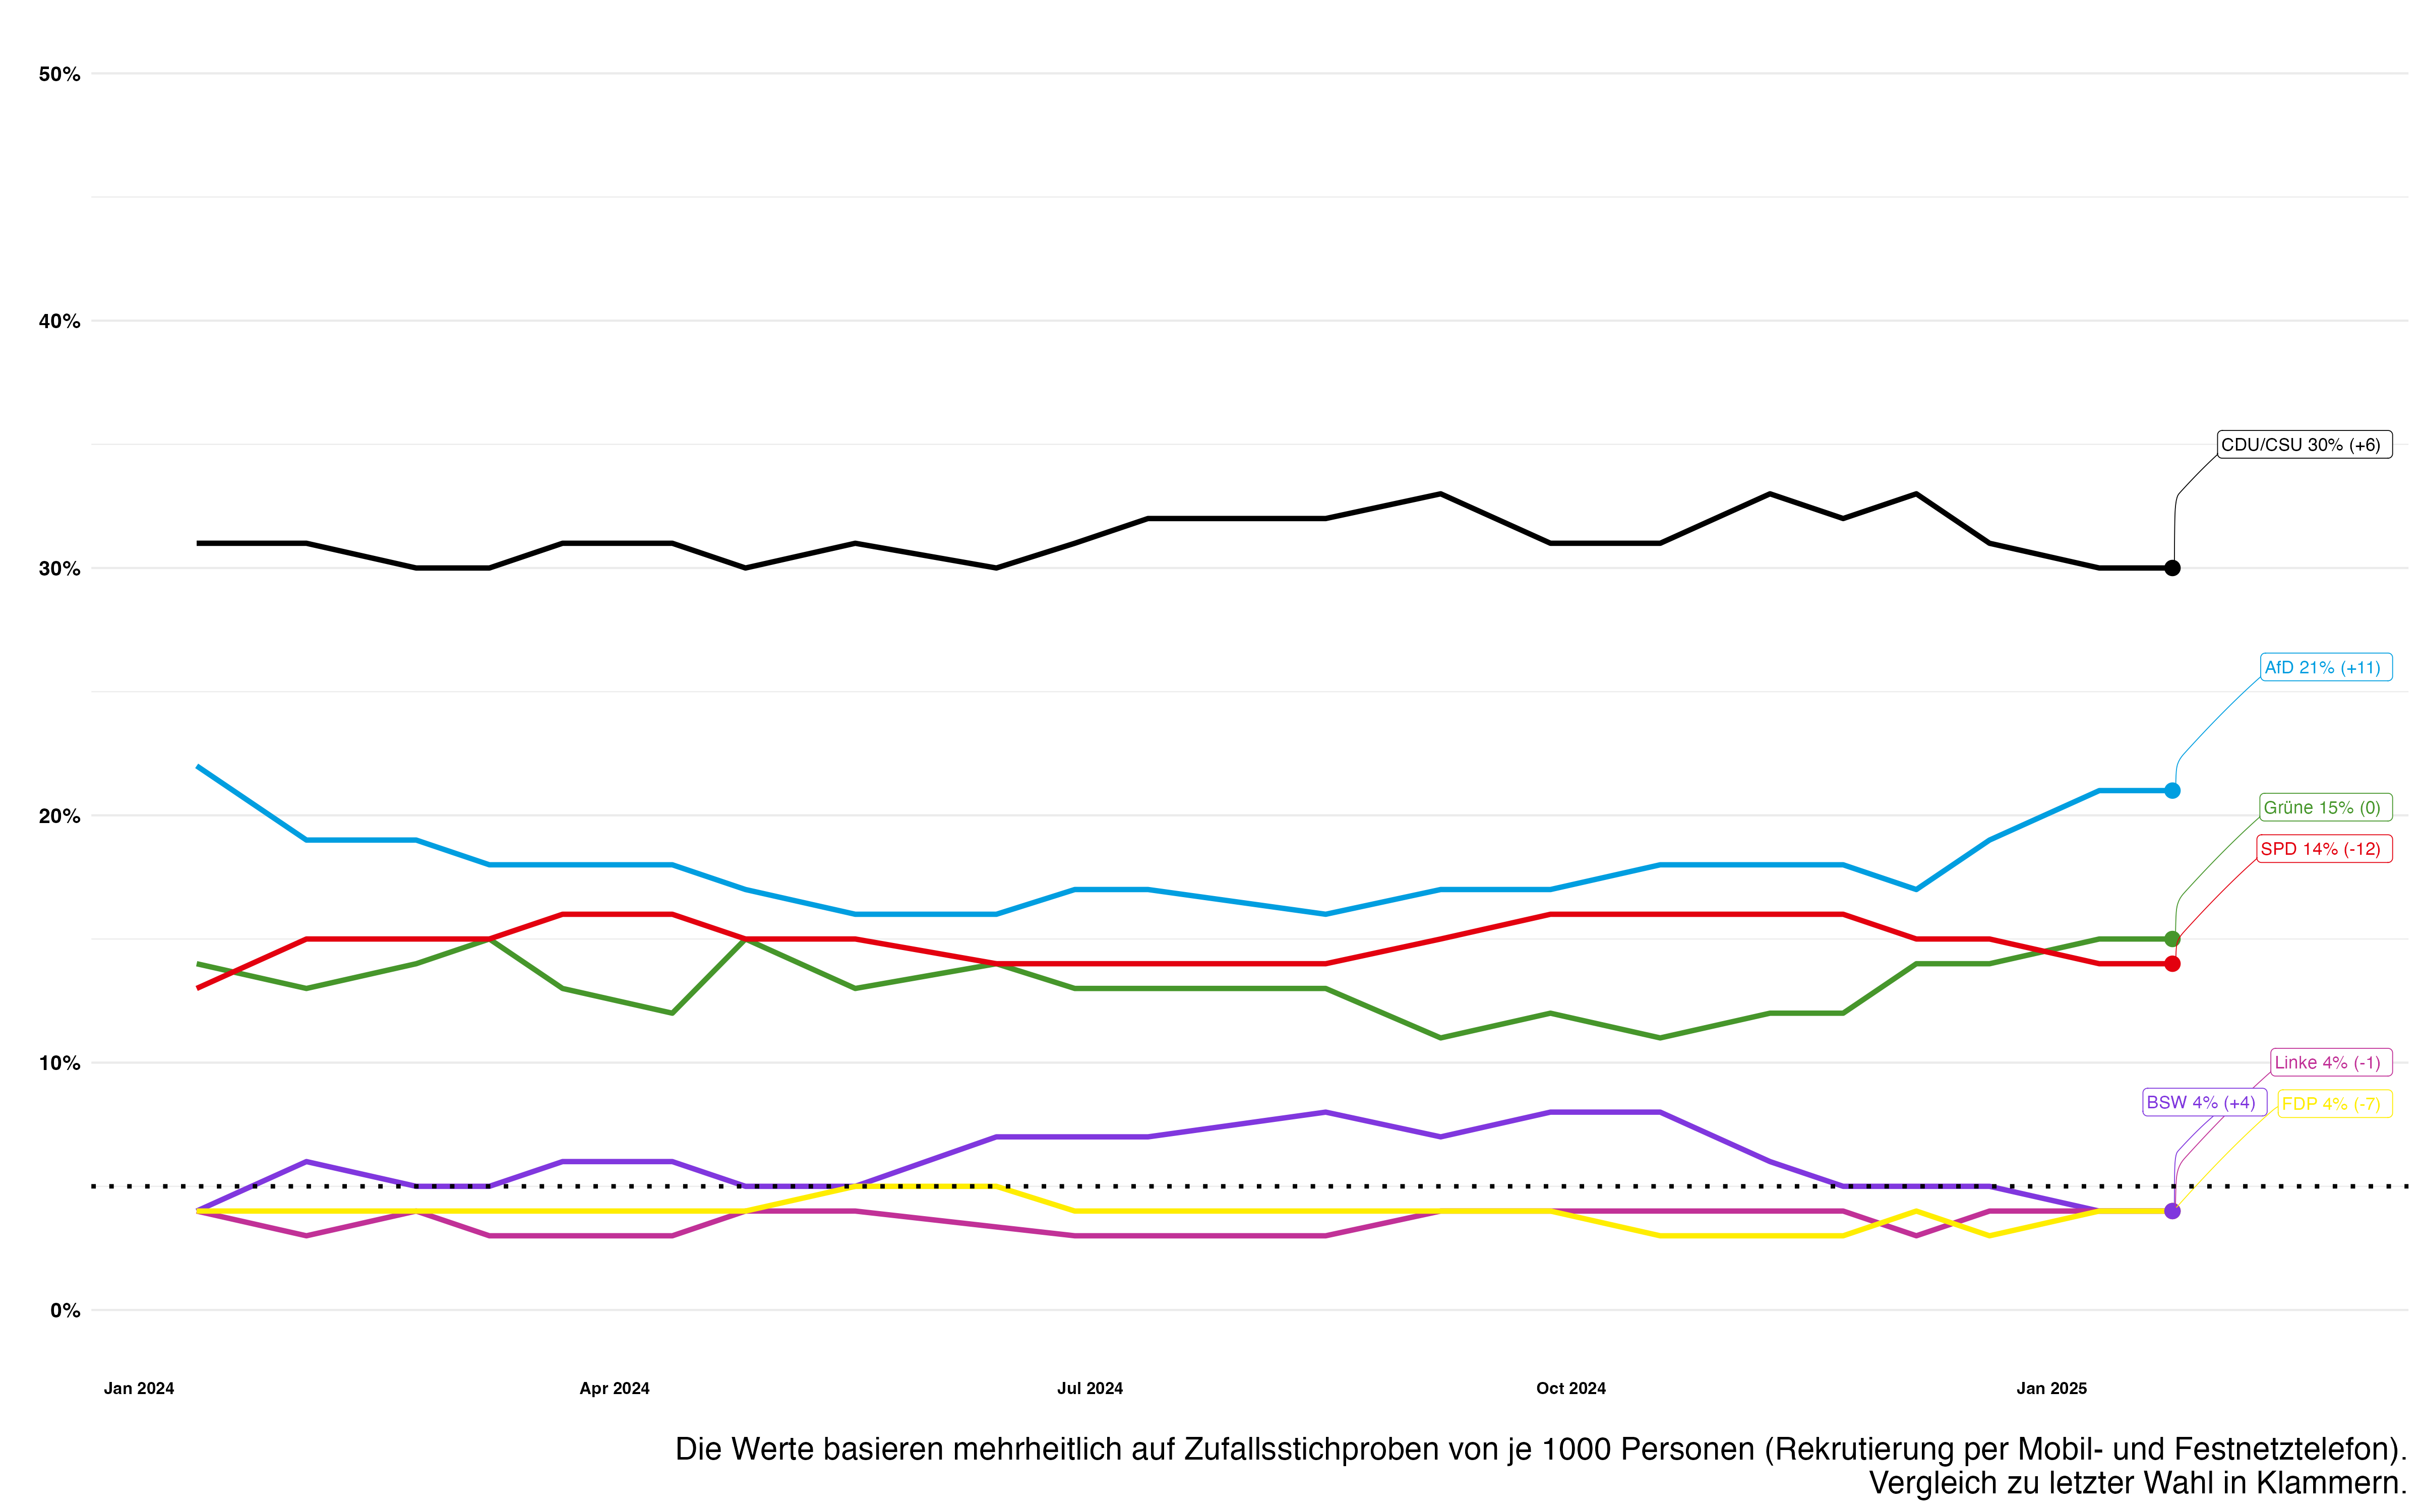 50%
40%
30%
20%
10%
0%
CDU/CSU 30% (+6)
AfD 21% (+11)
Grüne 15% (0)
SPD 14% (-12)
Linke 4% (-1)
BSW 4% (+4)
FDP 4% (-7)
Jan 2024
Apr 2024
Jul 2024
Oct 2024
Jan 2025
Die Werte basieren mehrheitlich auf Zufallsstichproben von je 1000 Personen (Rekrutierung per Mobil- und Festnetztelefon).
Vergleich zu letzter Wahl in Klammern.